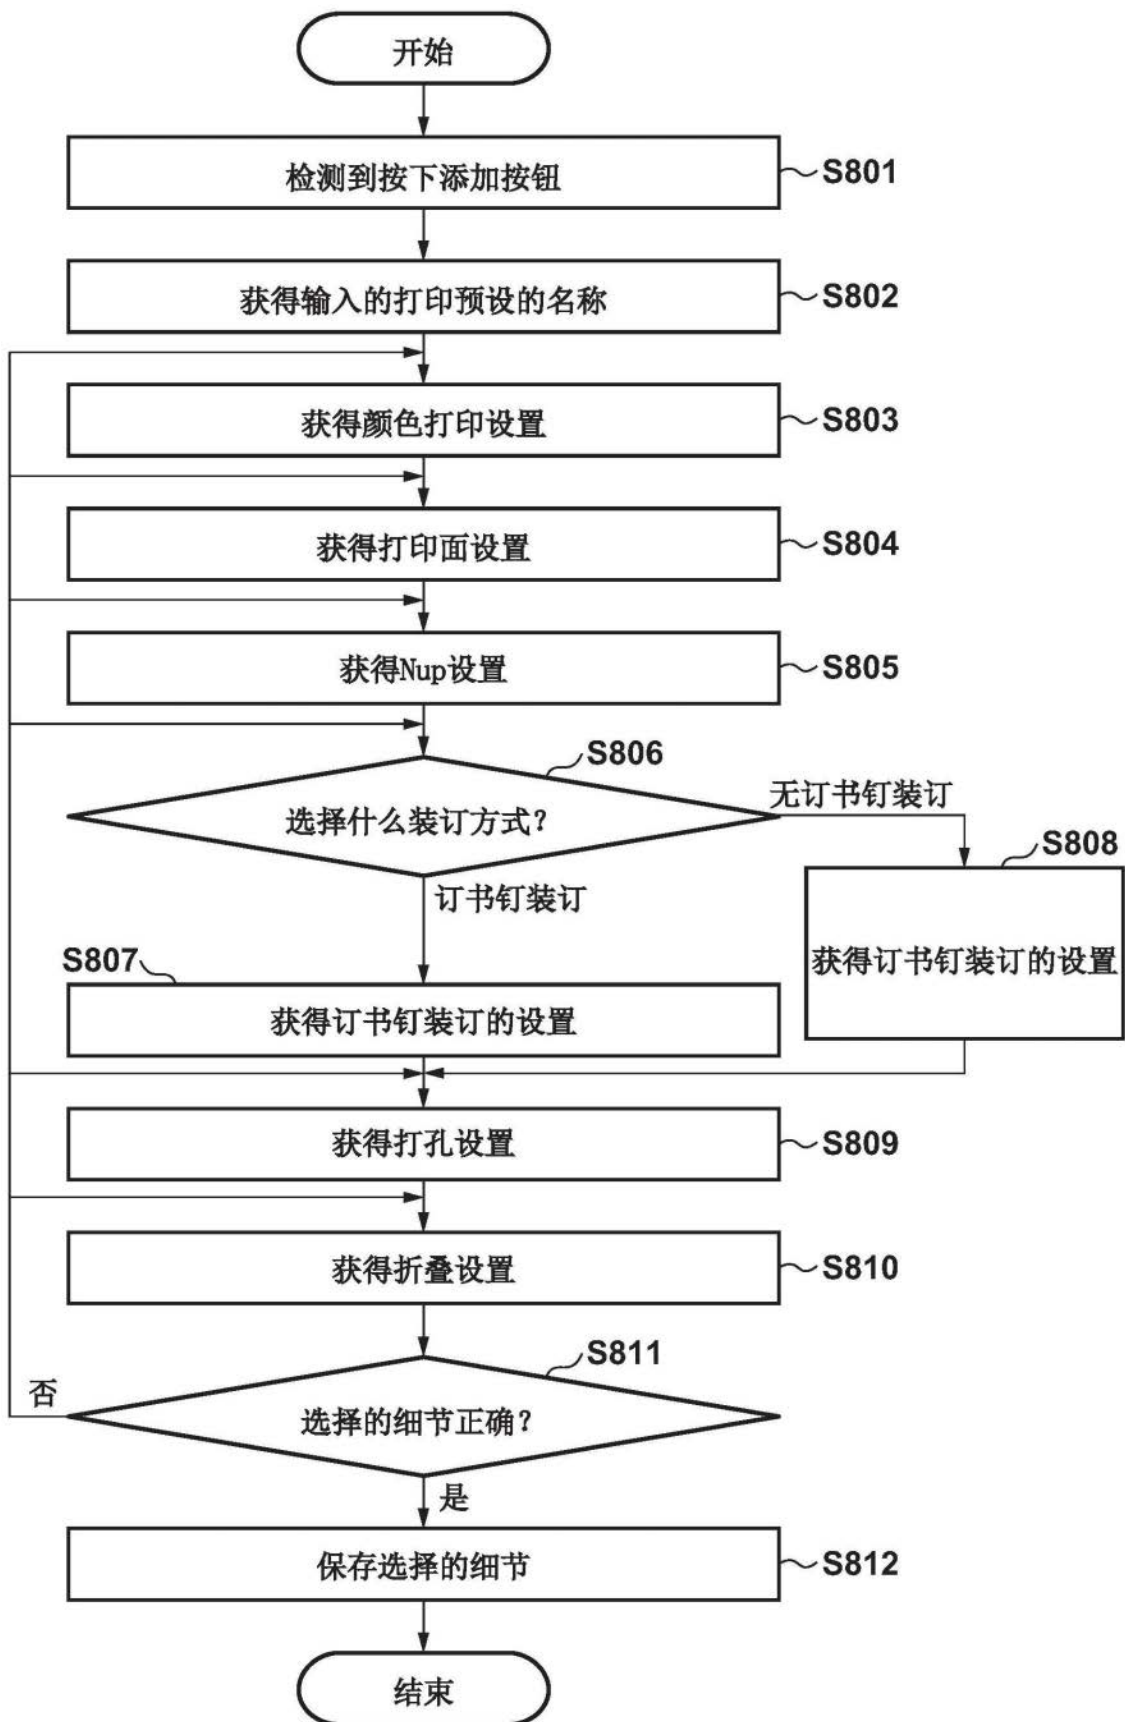 开始
检测到按下添加按钮
S801
获得输入的打印预设的名称
S802
获得颜色打印设置
S803
获得打印面设置
S804
获得Nup设置
S805
S806
选择什么装订方式？
无订书钉装订
S808
获得订书钉装订的设置
订书钉装订
S807
获得订书钉装订的设置
获得打孔设置
S809
获得折叠设置
S810
S811
否
选择的细节正确？
是
保存选择的细节
S812
结束